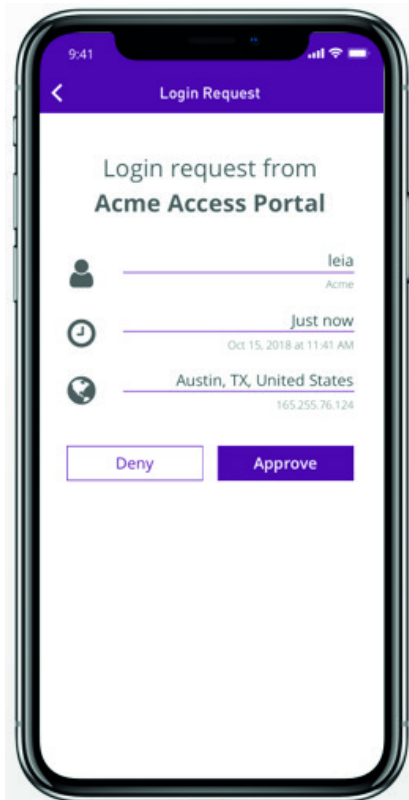 9:41
Login Request
Login request from
Acme Access Portal
leia
Acme
Just now
Oct 15, 2018 at 11:41 AM
Austin, TX, United States
165.255.76.124
Deny
Approve